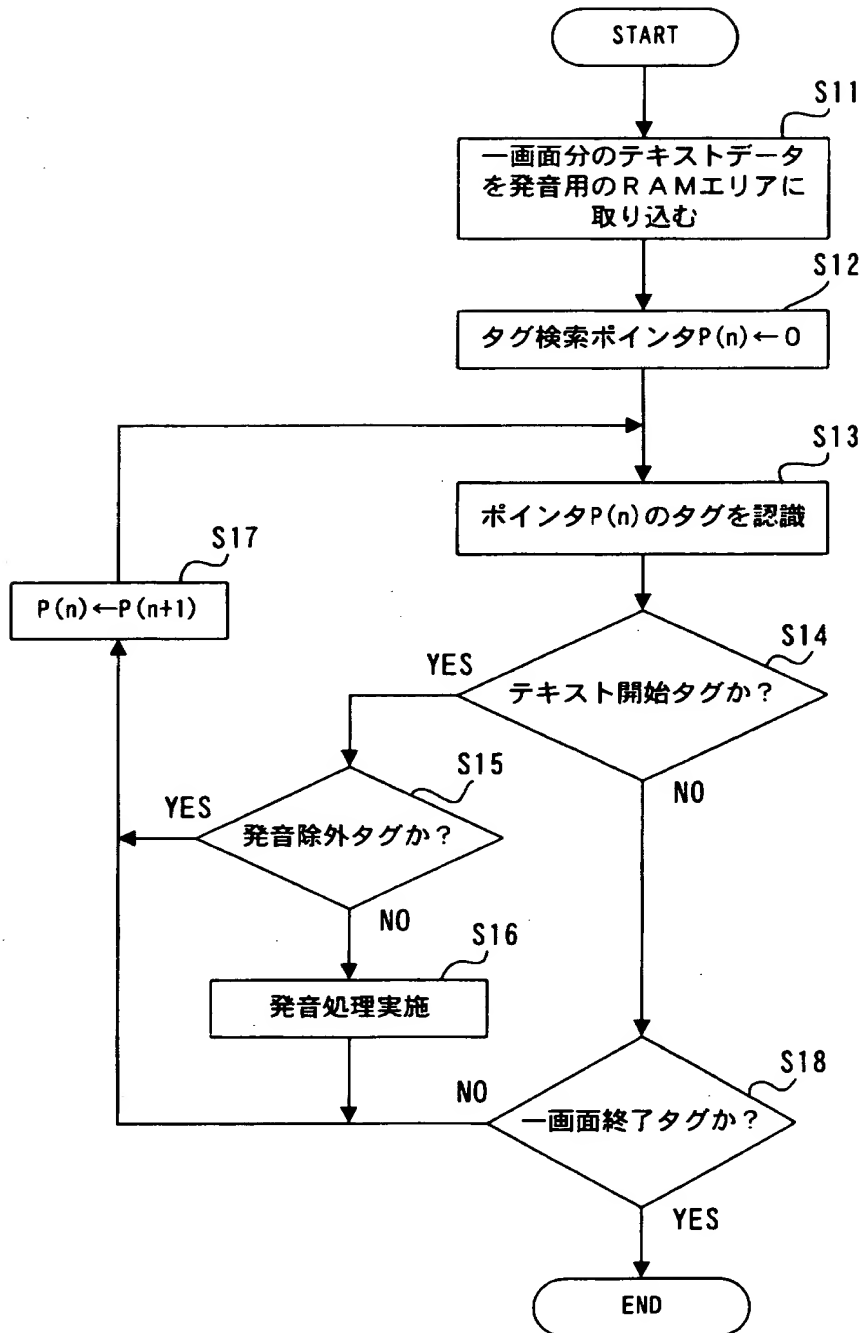 START
S11
一画面分のテキストデータ
を発音用のRAMエリアに
取り込む
S12
タグ検索ポインタP(n)←0
S13
ポインタP(n)のタグを認識
S17
P(n)←P(n+1)
S14
YES
テキスト開始タグか？
NO
S15
YES
発音除外タグか？
NO
S16
発音処理実施
S18
NO
一画面終了タグか？
YES
END